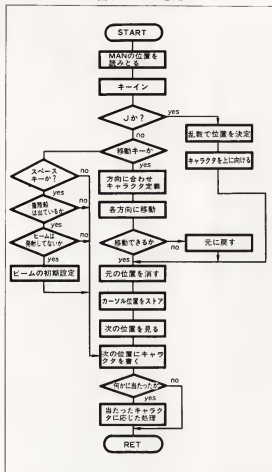 START
MANの位置を
読みとる
キーイン
Jか?
yes
no
乱数で位置を決定
キャラクタを上に向ける
移動キーか
no
yes
スペース
キーか?
no
yes
方向に合わせ
キャラクタ定義
各方向に移動
は出ているか
no
yes
移動できるか
no
元に戻す
yes
ビームは
発射してないか
no
yes
ビームの初期設定
元の位置を消す
カーソル位置をストア
次の位置を見る
次の位置にキャラ
クタを書く
何かに当たったか
no
yes
当たったキャラク
タに応じた処理
RET